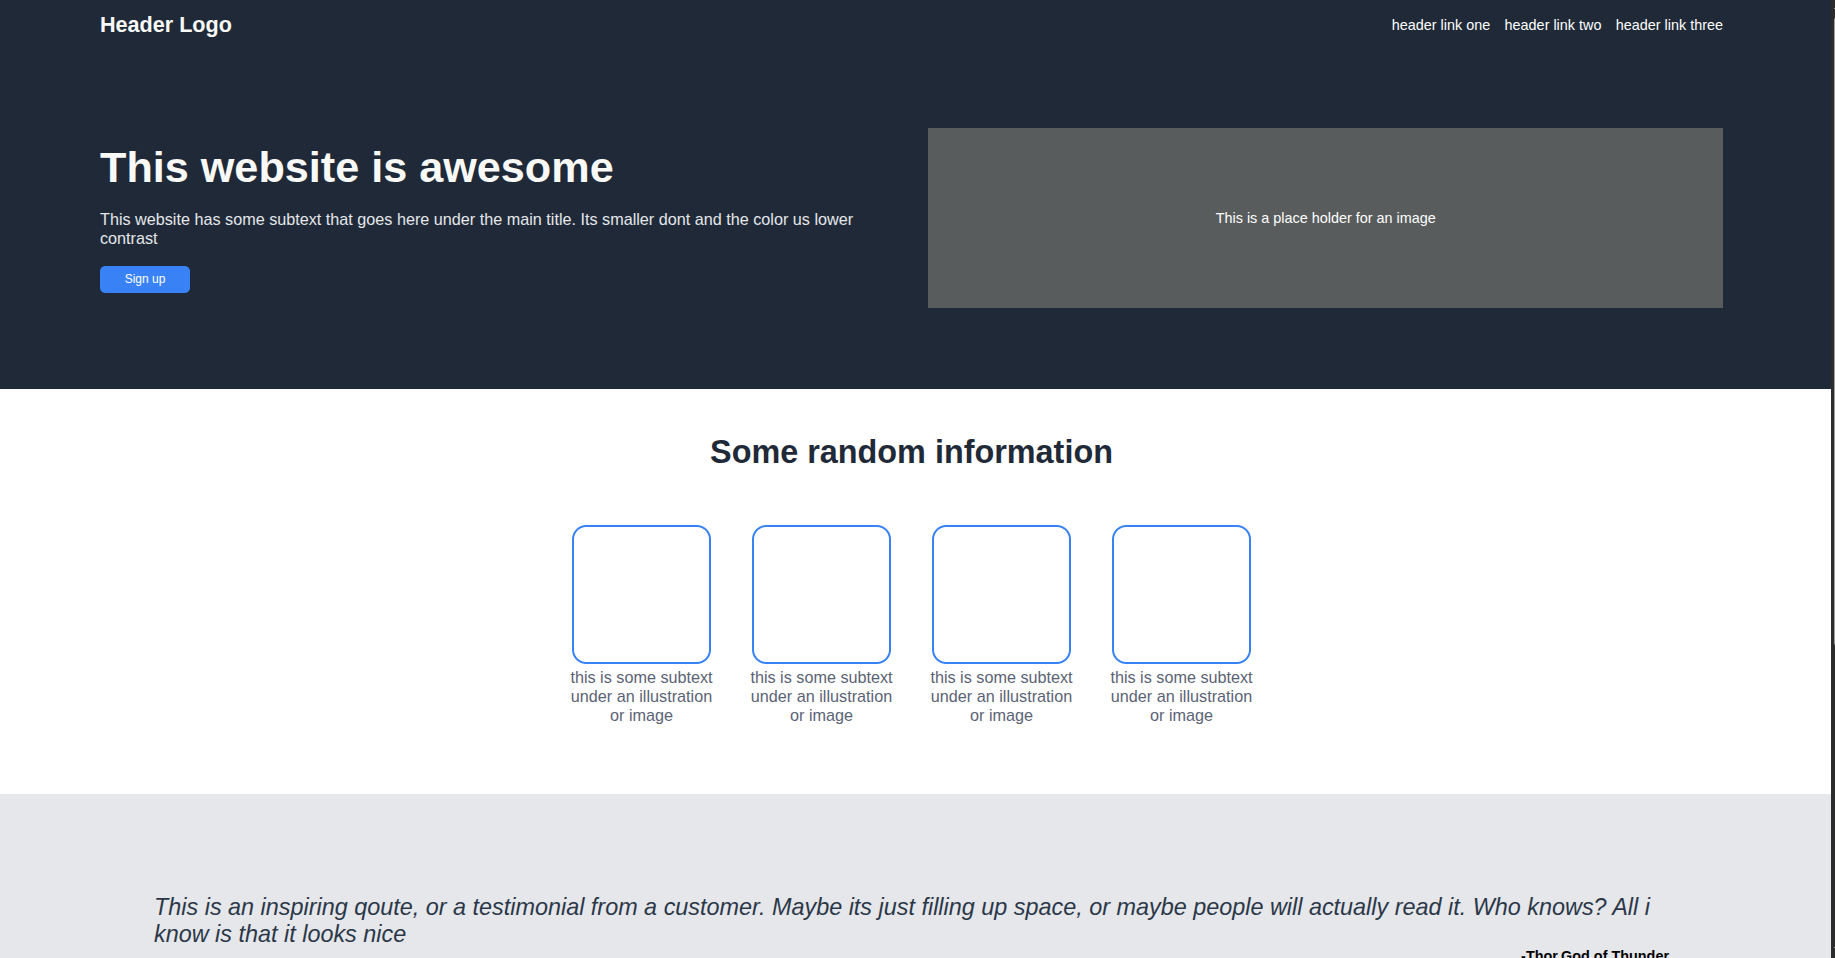 Header Logo
header link one header link two header link three
This website is awesome
This website has some subtext that goes here under the main title. Its smaller dont and the color us lower
contrast
Sign up
This is a place holder for an image
Some random information
this is some subtext
under an illustration
or image
this is some subtext
under an illustration
or image
this is some subtext
under an illustration
or image
this is some subtext
under an illustration
or image
This is an inspiring qoute, or a testimonial from a customer. Maybe its just filling up space, or maybe people will actually read it. Who knows? All i
know is that it looks nice
-Thor God of Thunder